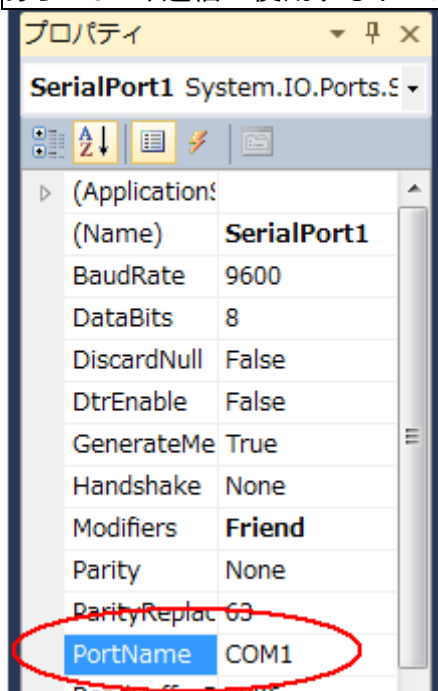 プロパティ
SerialPort1 System.IO.Ports.S
(Application
(Name) SerialPort1
BaudRate 9600
DataBits 8
DiscardNull False
DtrEnable False
GenerateMe True
Handshake None
Modifiers Friend
Parity None
ParityReplac 63
PortName COM1